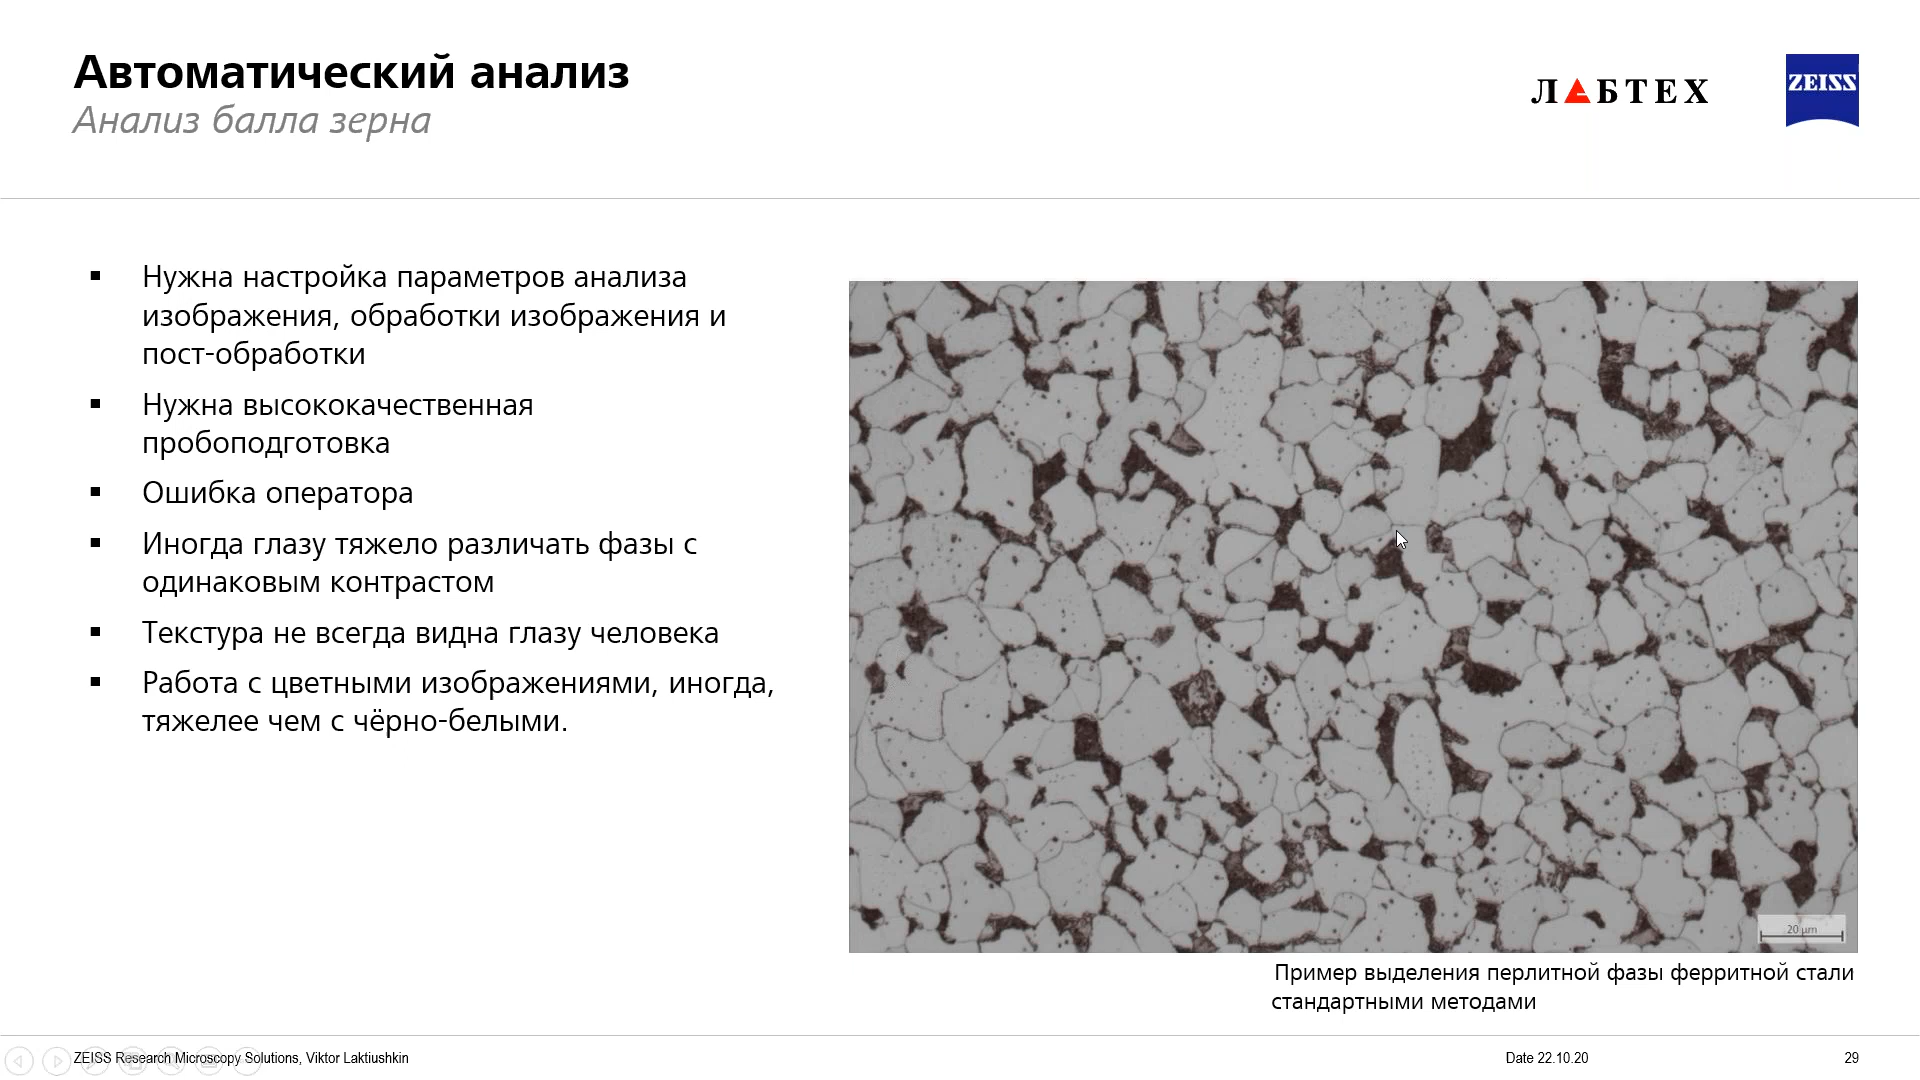 Автоматический анализ
Анализ балла зерна
ЛАБТЕХ
ZEISS
Нужна настройка параметров анализа
изображения, обработки изображения и
пост-обработки
Нужна высококачественная
пробоподготовка
Ошибка оператора
Иногда глазу тяжело различать фазы с
одинаковым контрастом
Текстура не всегда видна глазу человека
Работа с цветными изображениями, иногда,
тяжелее чем с чёрно-белыми.
20 µm
Пример выделения перлитной фазы ферритной стали
стандартными методами
ZEISS Research Microscopy Solutions, Viktor Laktiushkin
Date 22.10.20
29